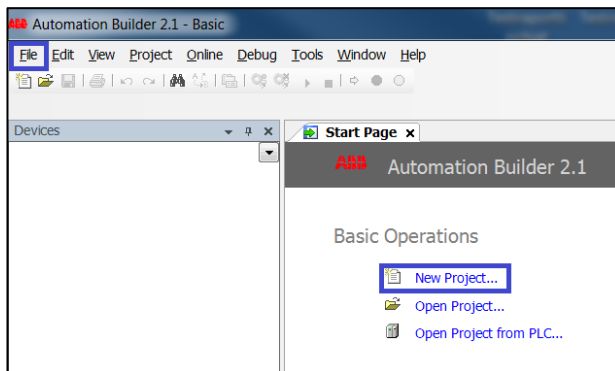 ABB Automation Builder 2.1 - Basic
File Edit View Project Online Debug Tools Window Help
Devices
Start Page x
ABB Automation Builder 2.1
Basic Operations
New Project...
Open Project...
Open Project from PLC...